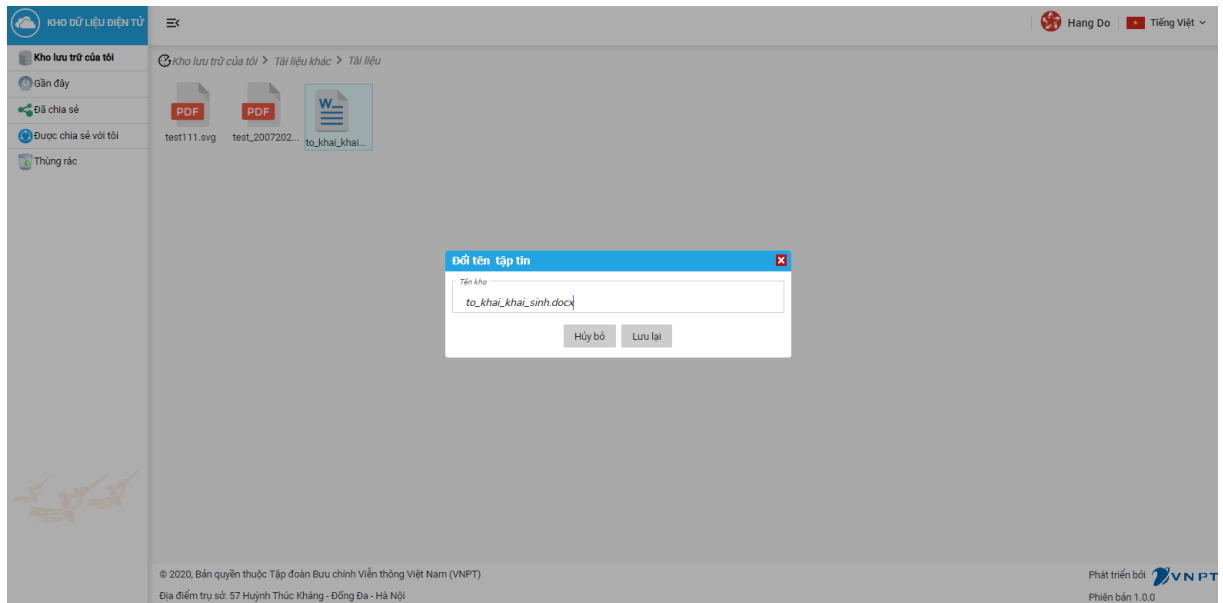 KHO DỮ LIỆU ĐIỆN TỬ
Hang Do
Tiếng Việt
Kho lưu trữ của tôi
Gần đây
Đã chia sẻ
Được chia sẻ với tôi
Thùng rác
Kho lưu trữ của tôi > Tài liệu khác > Tài liệu
PDF
PDF
W
test111.svg
test_2007202...
to_khai_khai...
Đổi tên tập tin
Tên kho
to_khai_khai_sinh.docx
Hủy bỏ
Lưu lại
© 2020, Bản quyền thuộc Tập đoàn Bưu chính Viễn thông Việt Nam (VNPT)
Địa điểm trụ sở: 57 Huỳnh Thúc Kháng - Đống Đa - Hà Nội
Phát triển bởi VNPT
Phiên bản 1.0.0